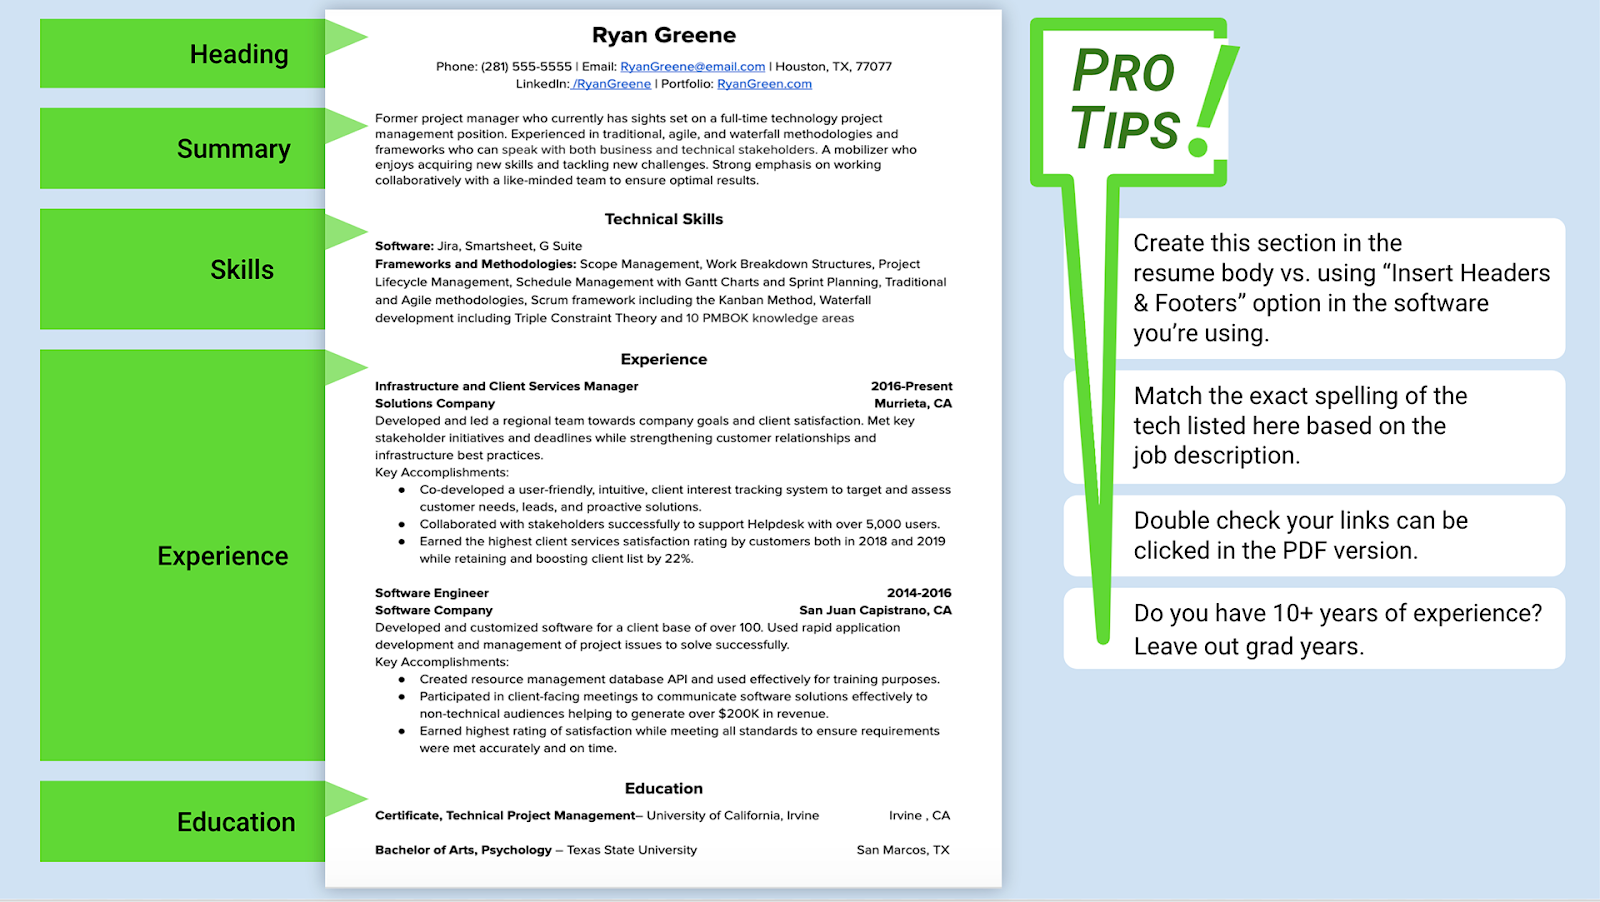 Heading
Summary
Skills
Experience
Education
Ryan Greene
Phone: (281) 555-5555 | Email: RyanGreene@email.com | Houston, TX, 77077
LinkedIn: /RyanGreene | Portfolio: RyanGreen.com
Former project manager who currently has sights set on a full-time technology project
management position. Experienced in traditional, agile, and waterfall methodologies and
frameworks who can speak with both business and technical stakeholders. A mobilizer who
enjoys acquiring new skills and tackling new challenges. Strong emphasis on working
collaboratively with a like-minded team to ensure optimal results.
Technical Skills
Software: Jira, Smartsheet, G Suite
Frameworks and Methodologies: Scope Management, Work Breakdown Structures, Project
Lifecycle Management, Schedule Management with Gantt Charts and Sprint Planning, Traditional
and Agile methodologies, Scrum framework including the Kanban Method, Waterfall
development including Triple Constraint Theory and 10 PMBOK knowledge areas
Experience
Infrastructure and Client Services Manager 2016-Present
Solutions Company Murrieta, CA
Developed and led a regional team towards company goals and client satisfaction. Met key
stakeholder initiatives and deadlines while strengthening customer relationships and
infrastructure best practices.
Key Accomplishments:
● Co-developed a user-friendly, intuitive, client interest tracking system to target and assess
customer needs, leads, and proactive solutions.
● Collaborated with stakeholders successfully to support Helpdesk with over 5,000 users.
● Earned the highest client services satisfaction rating by customers both in 2018 and 2019
while retaining and boosting client list by 22%.
Software Engineer 2014-2016
Software Company San Juan Capistrano, CA
Developed and customized software for a client base of over 100. Used rapid application
development and management of project issues to solve successfully.
Key Accomplishments:
● Created resource management database API and used effectively for training purposes.
● Participated in client-facing meetings to communicate software solutions effectively to
non-technical audiences helping to generate over $200K in revenue.
● Earned highest rating of satisfaction while meeting all standards to ensure requirements
were met accurately and on time.
Education
Certificate, Technical Project Management– University of California, Irvine Irvine , CA
Bachelor of Arts, Psychology – Texas State University San Marcos, TX
PRO
TIPS!
Create this section in the
resume body vs. using “Insert Headers
& Footers” option in the software
you’re using.
Match the exact spelling of the
tech listed here based on the
job description.
Double check your links can be
clicked in the PDF version.
Do you have 10+ years of experience?
Leave out grad years.